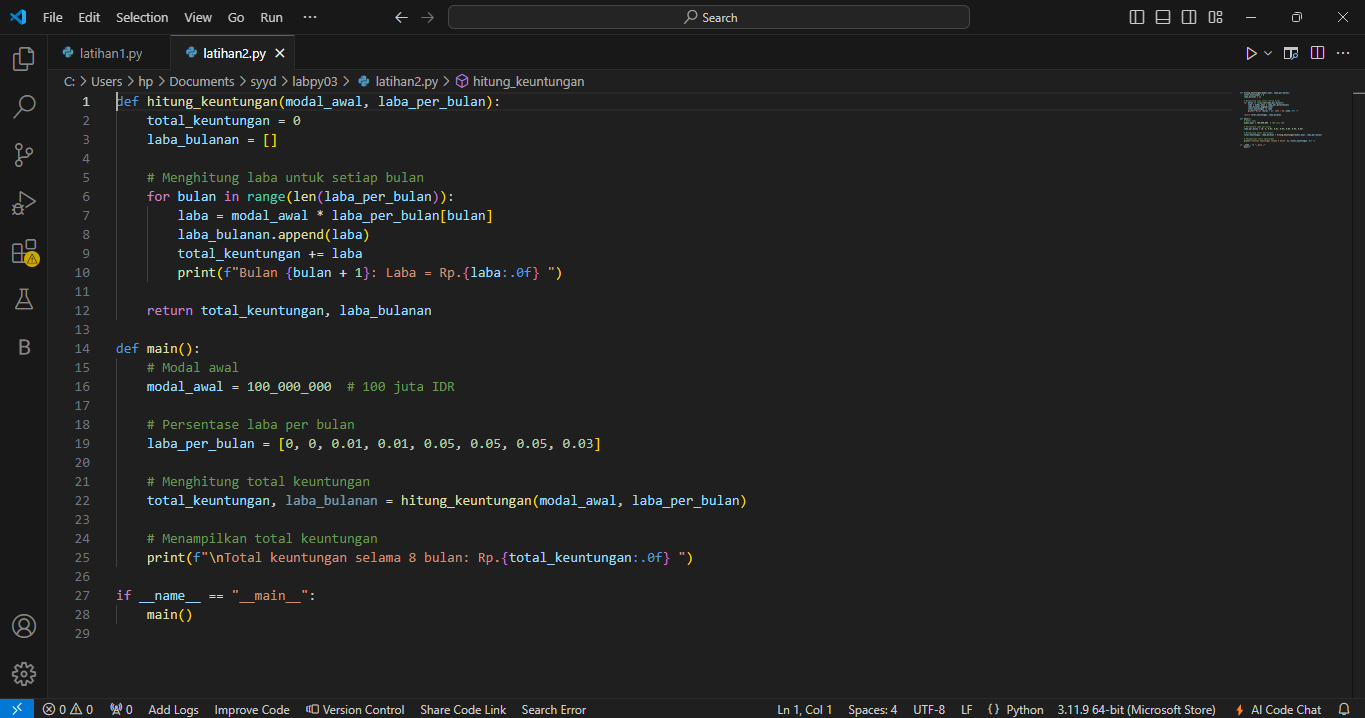 File Edit Selection View Go Run ··· Search
latihan1.py latihan2.py
C: > Users > hp > Documents > syyd > labpy03 > latihan2.py > hitung_keuntungan
1 def hitung_keuntungan(modal_awal, laba_per_bulan):
2     total_keuntungan = 0
3     laba_bulanan = []
4
5     # Menghitung laba untuk setiap bulan
6     for bulan in range(len(laba_per_bulan)):
7         laba = modal_awal * laba_per_bulan[bulan]
8         laba_bulanan.append(laba)
9         total_keuntungan += laba
10         print(f"Bulan {bulan + 1}: Laba = Rp.{laba:.0f} ")
11
12     return total_keuntungan, laba_bulanan
13
14 def main():
15     # Modal awal
16     modal_awal = 100_000_000  # 100 juta IDR
17
18     # Persentase laba per bulan
19     laba_per_bulan = [0, 0, 0.01, 0.01, 0.05, 0.05, 0.05, 0.03]
20
21     # Menghitung total keuntungan
22     total_keuntungan, laba_bulanan = hitung_keuntungan(modal_awal, laba_per_bulan)
23
24     # Menampilkan total keuntungan
25     print(f"\nTotal keuntungan selama 8 bulan: Rp.{total_keuntungan:.0f} ")
26
27 if __name__ == "__main__":
28     main()
29
B
0 0 0 Add Logs Improve Code Version Control Share Code Link Search Error Ln 1, Col 1 Spaces: 4 UTF-8 LF {} Python 3.11.9 64-bit (Microsoft Store) AI Code Chat